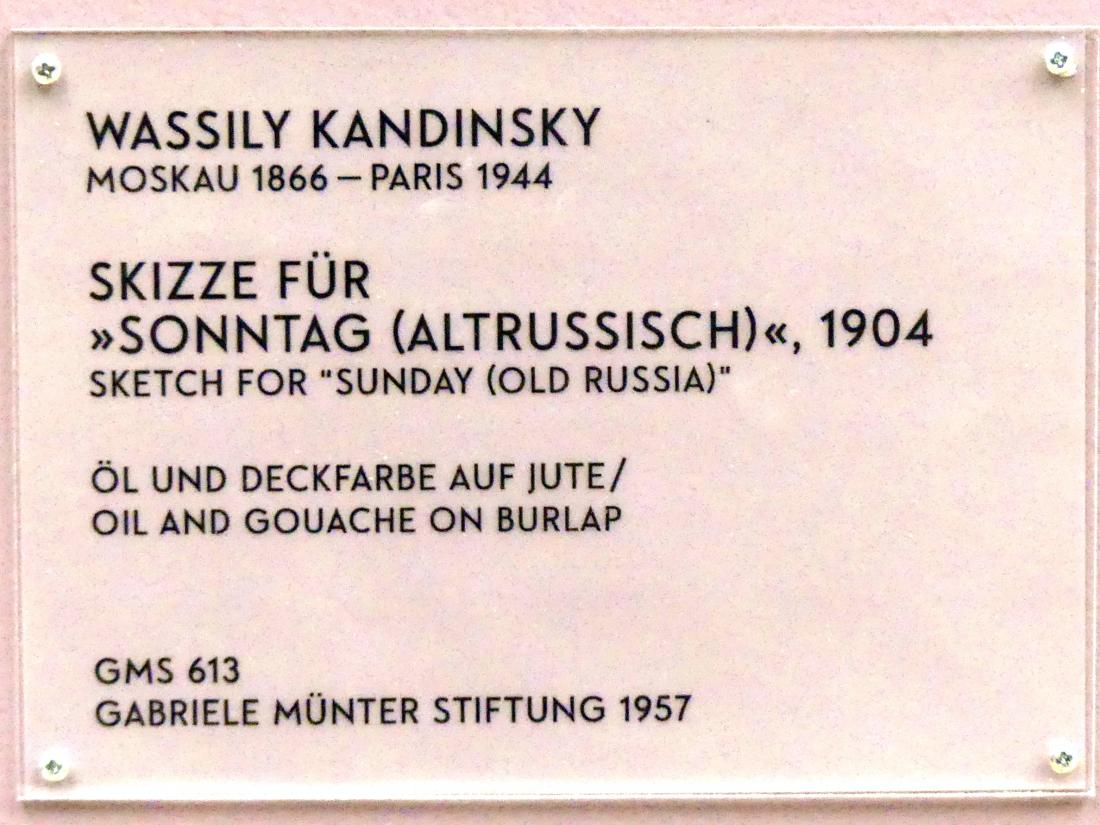 WASSILY KANDINSKY
MOSKAU 1866 – PARIS 1944
SKIZZE FÜR
»SONNTAG (ALTRUSSISCH)«, 1904
SKETCH FOR "SUNDAY (OLD RUSSIA)"
ÖL UND DECKFARBE AUF JUTE/
OIL AND GOUACHE ON BURLAP
GMS 613
GABRIELE MÜNTER STIFTUNG 1957